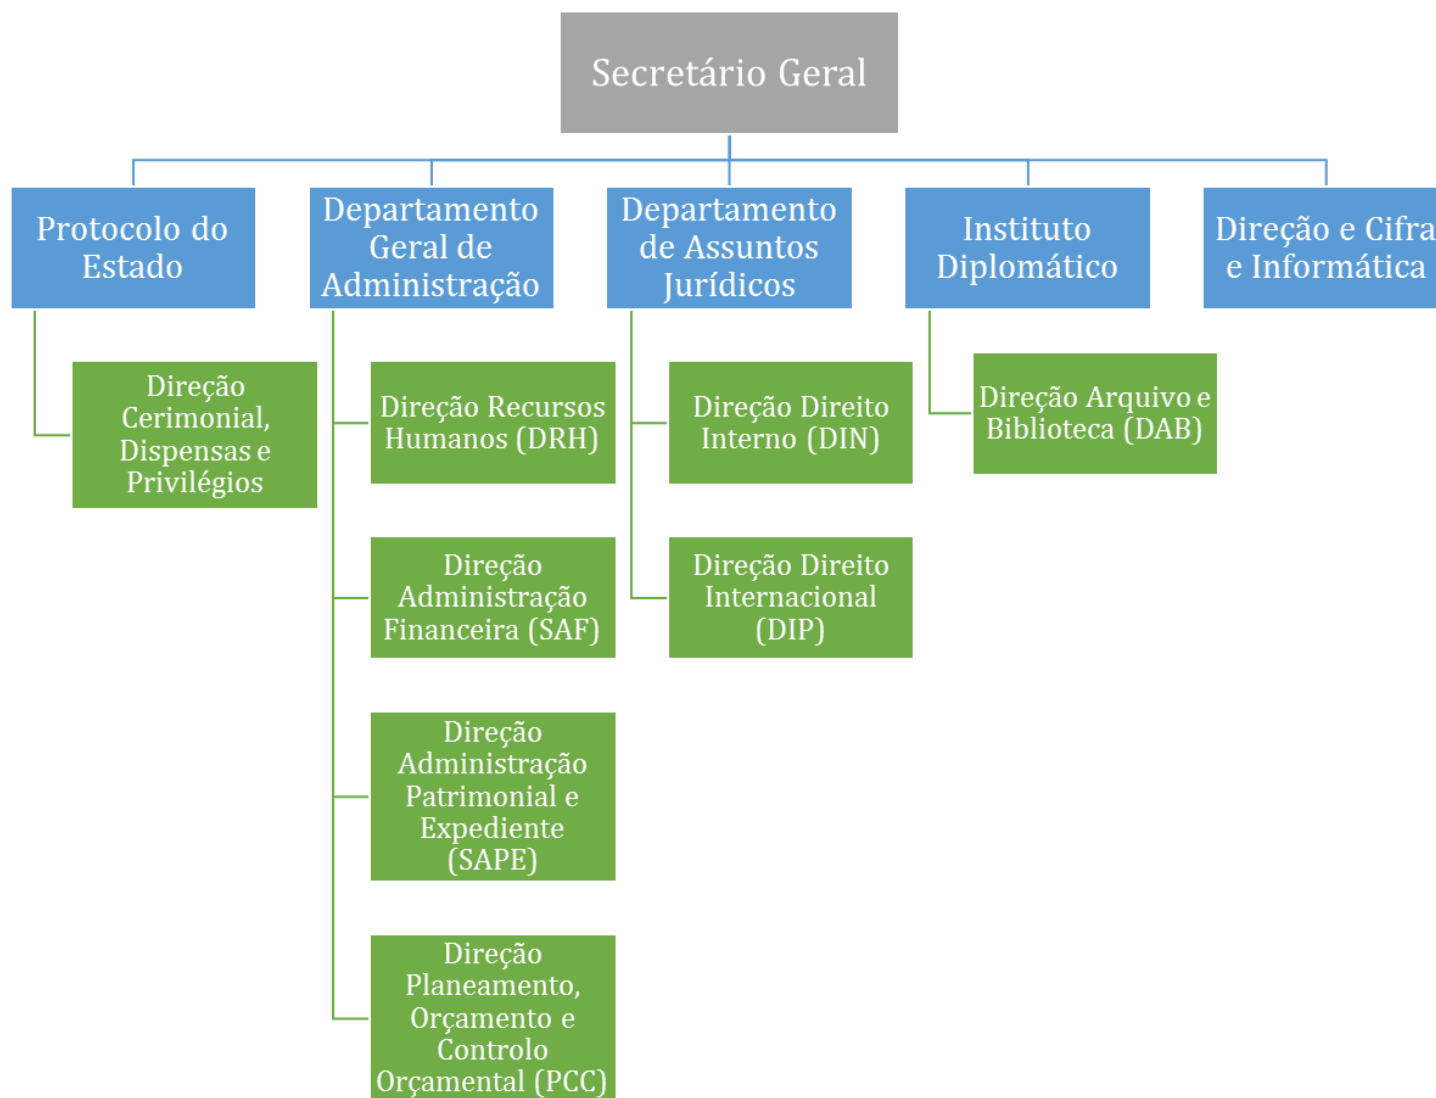 Secretário Geral
Protocolo do
Estado
Departamento
Geral de
Administração
Departamento
de Assuntos
Jurídicos
Instituto
Diplomático
Direção e Cifra
e Informática
Direção
Cerimonial,
Dispensas e
Privilégios
Direção Recursos
Humanos (DRH)
Direção
Administração
Financeira (SAF)
Direção
Administração
Patrimonial e
Expediente
(SAPE)
Direção
Planeamento,
Orçamento e
Controlo
Orçamental (PCC)
Direção Direito
Interno (DIN)
Direção Direito
Internacional
(DIP)
Direção Arquivo e
Biblioteca (DAB)